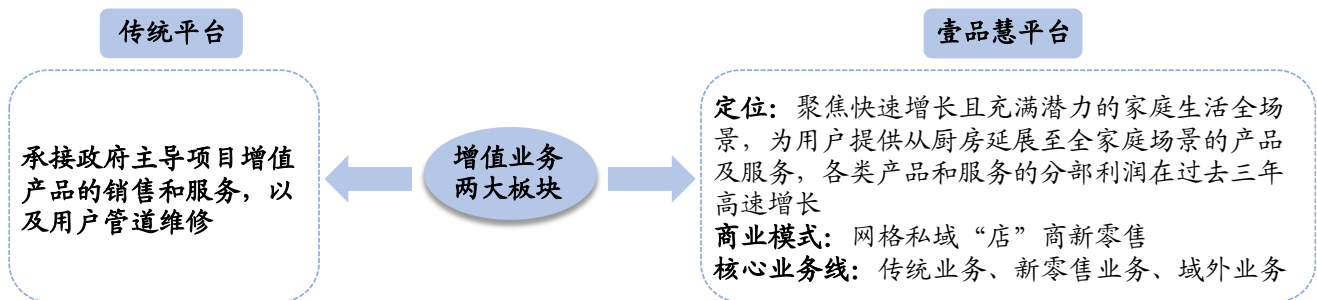 传统平台
承接政府主导项目增值
产品的销售和服务，以
及用户管道维修
增值业务
两大板块
壹品慧平台
定位：聚焦快速增长且充满潜力的家庭生活全场
景，为用户提供从厨房延展至全家庭场景的产品
及服务，各类产品和服务的分部利润在过去三年
高速增长
商业模式：网格私域“店”商新零售
核心业务线：传统业务、新零售业务、域外业务